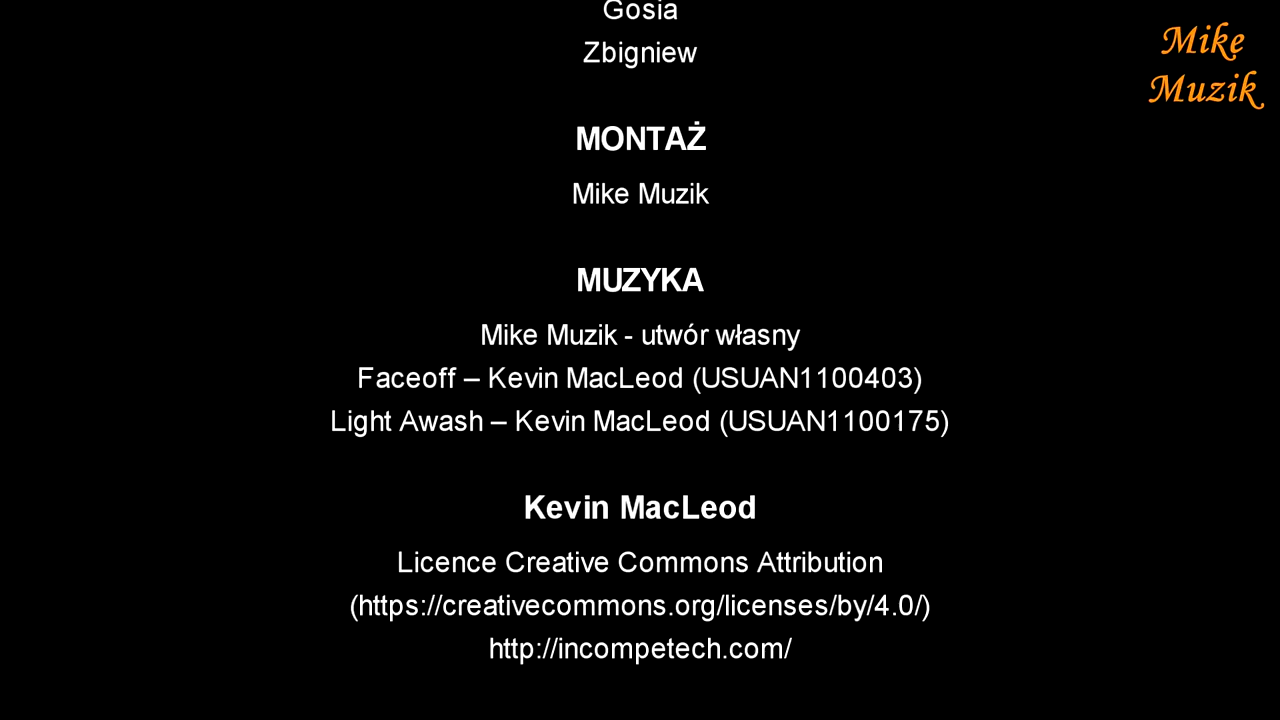 Gosia
Zbigniew
Mike
Muzik
MONTAŻ
Mike Muzik
MUZYKA
Mike Muzik - utwór własny
Faceoff – Kevin MacLeod (USUAN1100403)
Light Awash – Kevin MacLeod (USUAN1100175)
Kevin MacLeod
Licence Creative Commons Attribution
(https://creativecommons.org/licenses/by/4.0/)
http://incompetech.com/